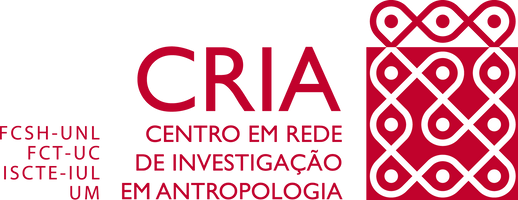 CRIA
CENTRO EM REDE
DE INVESTIGAÇÃO
EM ANTROPOLOGIA
FCSH-UNL
FCT-UC
ISCTE-IUL
UM